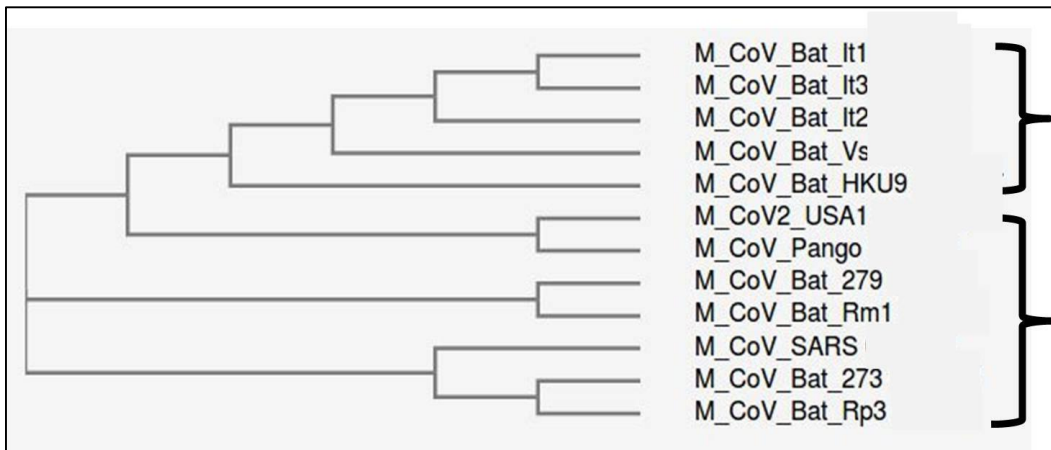 M_CoV_Bat_It1
M_CoV_Bat_It3
M_CoV_Bat_It2
M_CoV_Bat_Vs
M_CoV_Bat_HKU9
M_CoV2_USA1
M_CoV_Pango
M_CoV_Bat_279
M_CoV_Bat_Rm1
M_CoV_SARS
M_CoV_Bat_273
M_CoV_Bat_Rp3